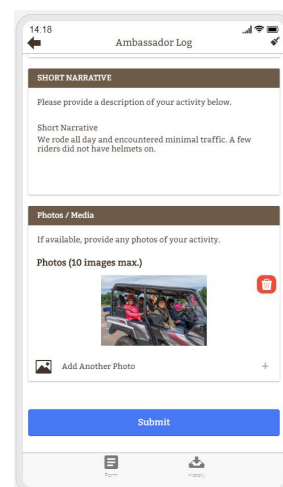 14:18
Ambassador Log
SHORT NARRATIVE
Please provide a description of your activity below.
Short Narrative
We rode all day and encountered minimal traffic. A few
riders did not have helmets on.
Photos / Media
If available, provide any photos of your activity.
Photos (10 images max.)
Add Another Photo
Submit
Form
History